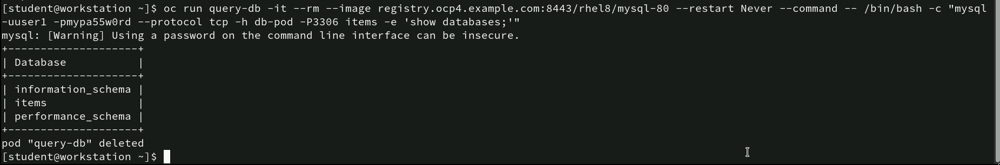 [student@workstation ~]$ oc run query-db -it --rm --image registry.ocp4.example.com:8443/rhel8/mysql-80 --restart Never --command -- /bin/bash -c "mysql
-uuser1 -pmypa55w0rd --protocol tcp -h db-pod -P3306 items -e 'show databases;'"
mysql: [Warning] Using a password on the command line interface can be insecure.
+--------------------+
| Database           |
+--------------------+
| information_schema |
| items              |
| performance_schema |
+--------------------+
pod "query-db" deleted
[student@workstation ~]$